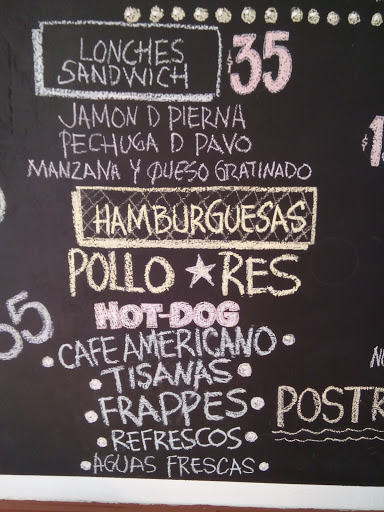 LONCHES
SANDWICH $35
JAMON D PIERNA
PECHUGA D PAVO
MANZANA Y QUESO GRATINADO
HAMBURGUESAS
POLLO ★ RES
HOT-DOG
• CAFE AMERICANO •
• TISANAS •
• FRAPPES •
• REFRESCOS •
• AGUAS FRESCAS •